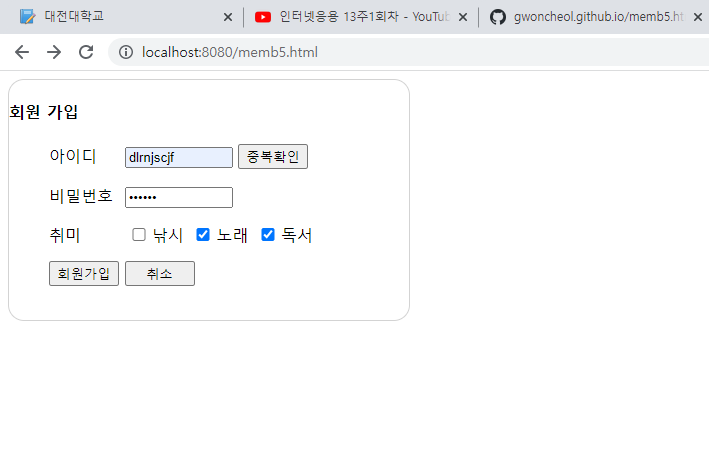 대전대학교
인터넷응용 13주1회차 - YouTu
gwoncheol.github.io/memb5.ht
localhost:8080/memb5.html
회원 가입
아이디 dlrnjscjf 중복확인
비밀번호 ••••••
취미 낚시 노래 독서
회원가입 취소